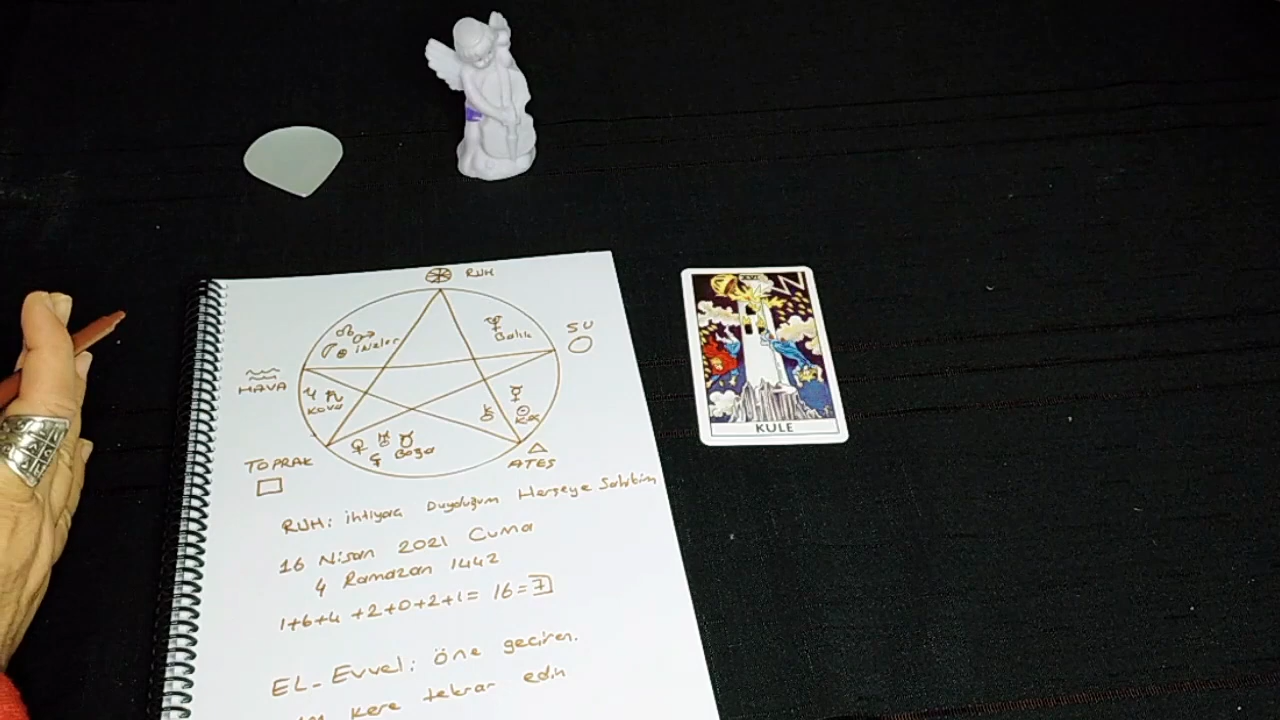 RUH
SU
Balık
İkizler
HAVA
Kova
Koç
Boğa
TOPRAK
ATEŞ
RUH: ihtiyacı Duyduğum Herşeye Sahibim
16 Nisan 2021 Cuma
4 Ramazan 1442
1+6+4+2+0+2+1= 16=7
EL-Evvel: öne geçiren.
kere tekrar edin
XVI
KULE